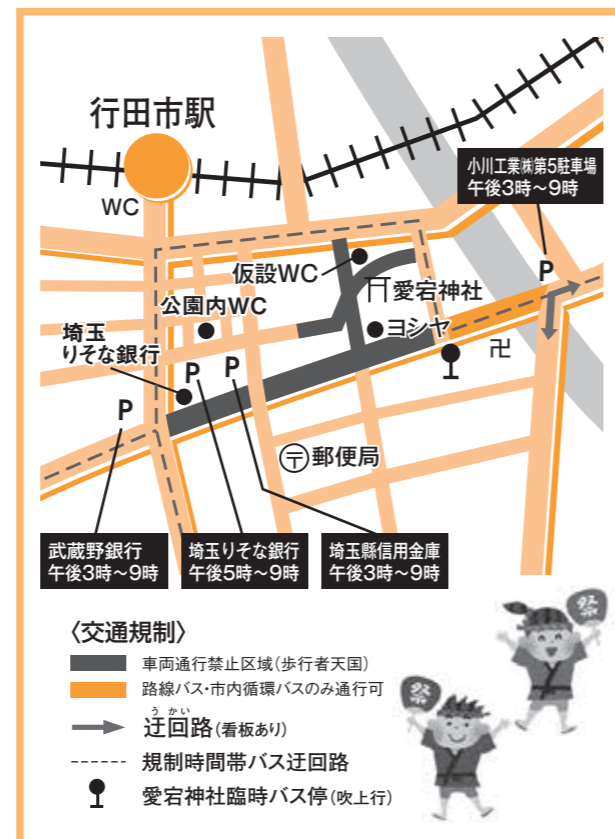 行田市駅
WC
小川工業㈱第5駐車場
午後3時～9時
P
仮設WC
愛宕神社
公園内WC
ヨシヤ
埼玉
りそな銀行
卍
P
P
P
〒郵便局
武蔵野銀行
午後3時～9時
埼玉りそな銀行
午後5時～9時
埼玉縣信用金庫
午後3時～9時
〈交通規制〉
車両通行禁止区域(歩行者天国)
路線バス・市内循環バスのみ通行可
うかい
迂回路(看板あり)
規制時間帯バス迂回路
愛宕神社臨時バス停(吹上行)
祭
祭